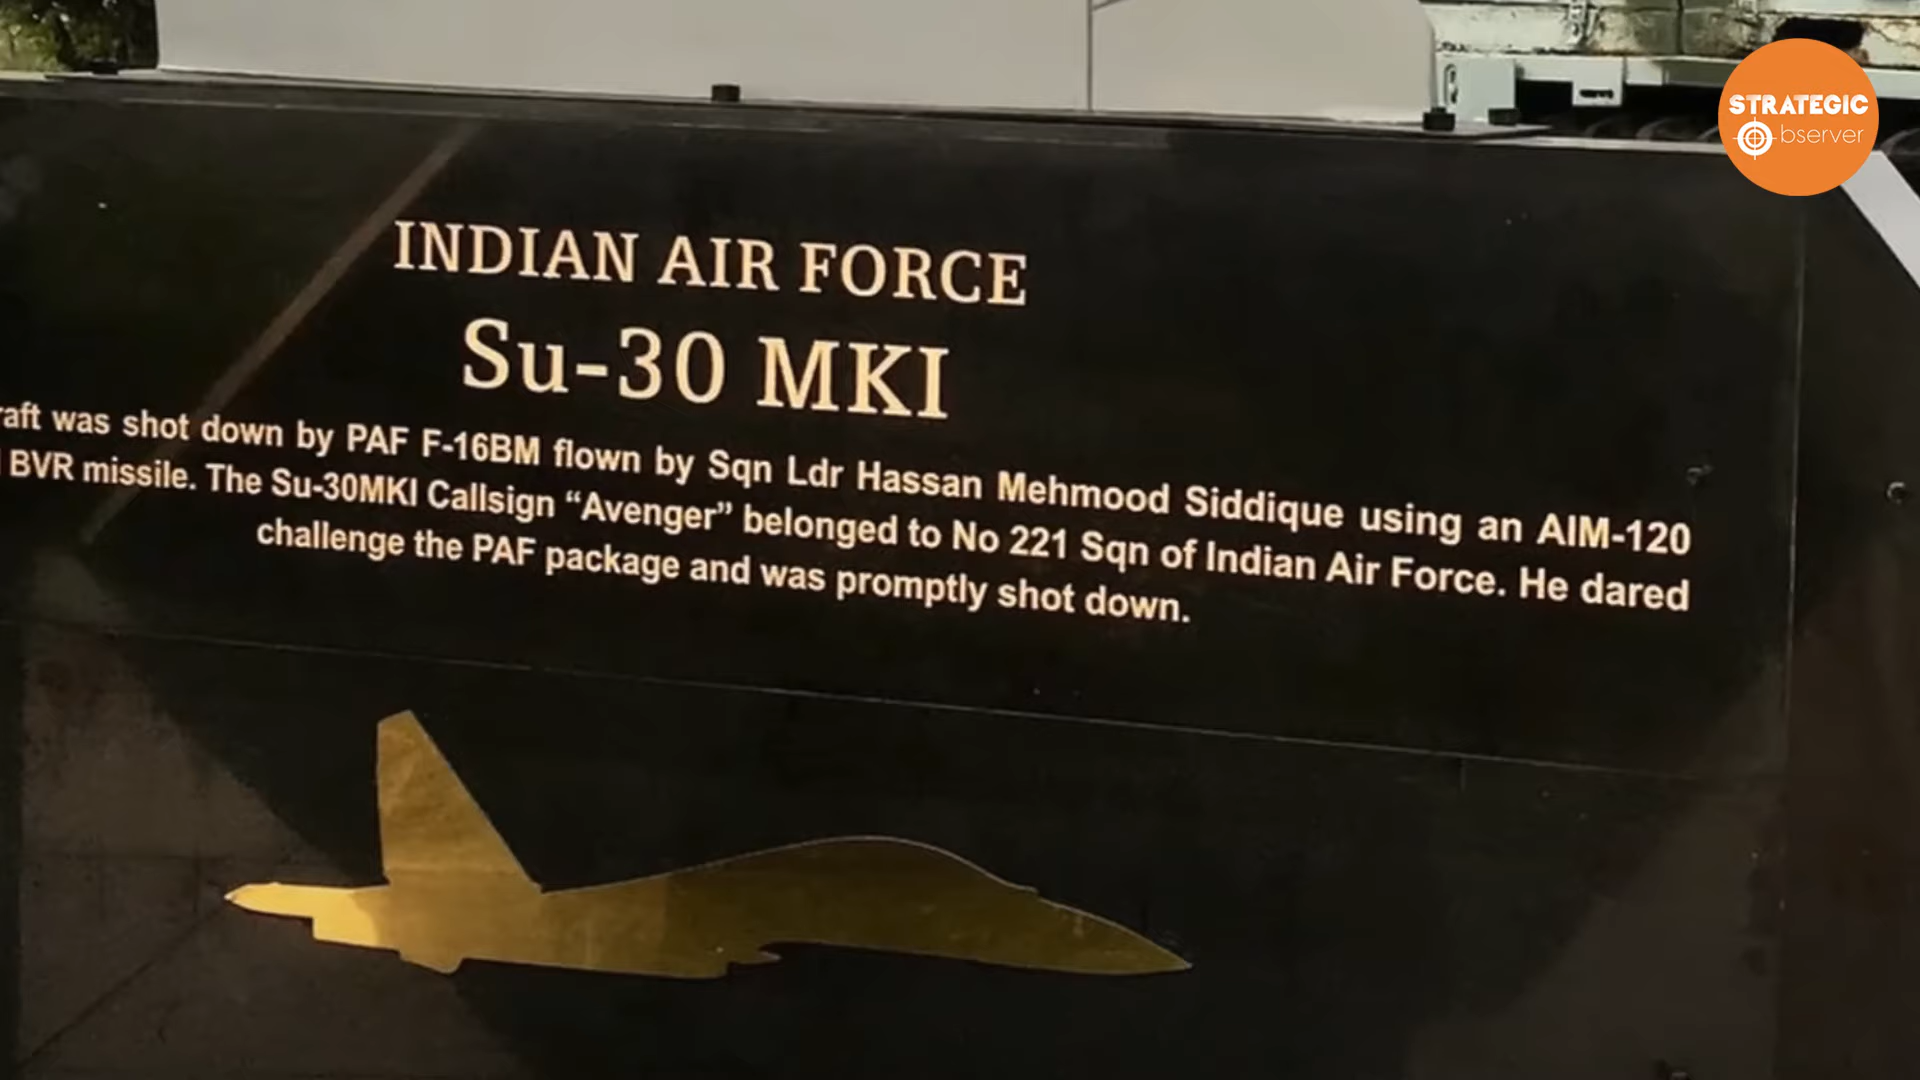 STRATEGIC
bserver
INDIAN AIR FORCE
Su-30 MKI
was shot down by PAF F-16BM flown by Sqn Ldr Hassan Mehmood Siddique using an AIM-120
BVR missile. The Su-30MKI Callsign “Avenger” belonged to No 221 Sqn of Indian Air Force. He dared
challenge the PAF package and was promptly shot down.